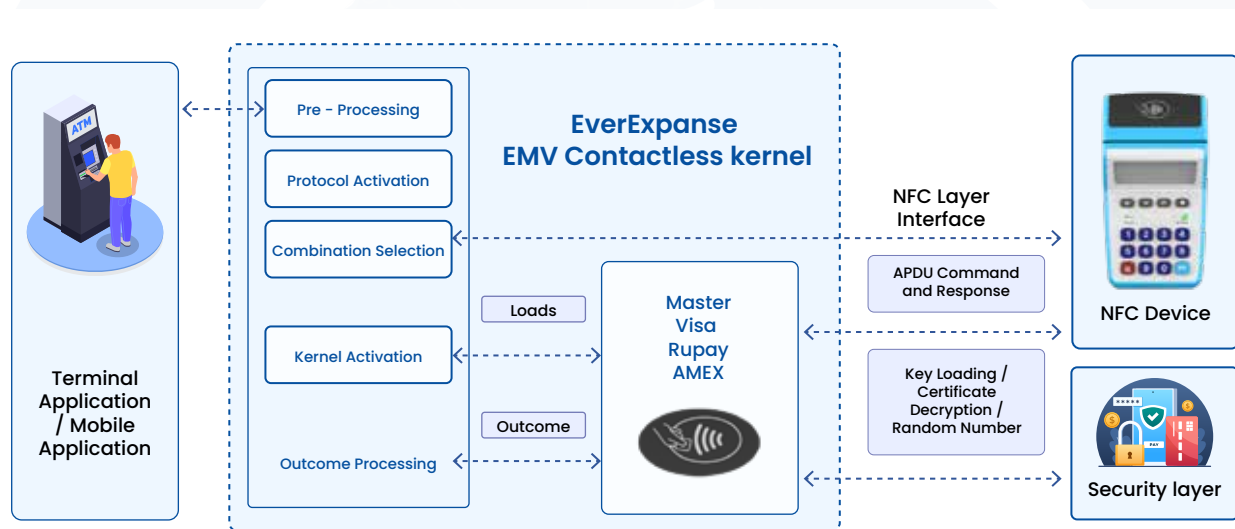 ATM
Terminal
Application
/ Mobile
Application
Pre - Processing
Protocol Activation
Combination Selection
Kernel Activation
Outcome Processing
EverExpanse
EMV Contactless kernel
Loads
Outcome
Master
Visa
Rupay
AMEX
NFC Layer
Interface
APDU Command
and Response
Key Loading /
Certificate
Decryption /
Random Number
NFC Device
PAY
Security layer